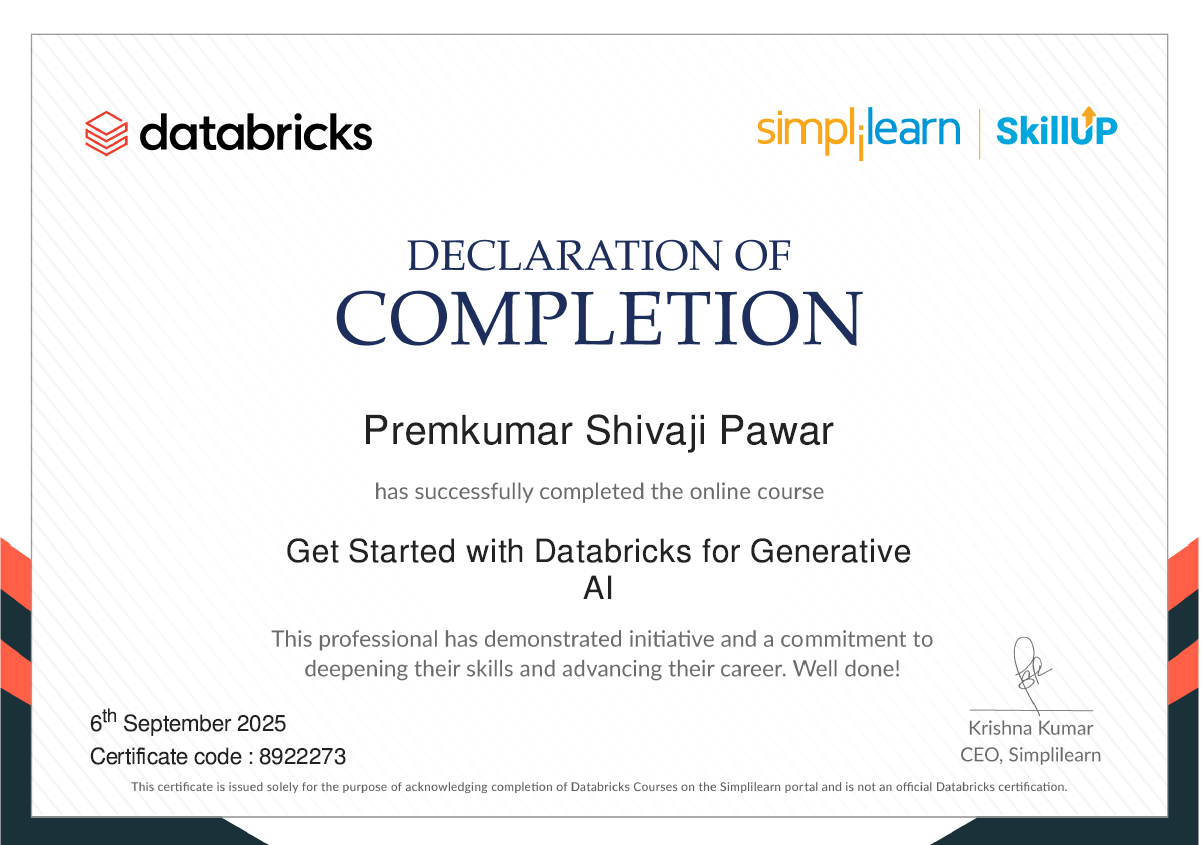 databricks
simplilearn | SkillUP
DECLARATION OF
COMPLETION
Premkumar Shivaji Pawar
has successfully completed the online course
Get Started with Databricks for Generative
AI
This professional has demonstrated initiative and a commitment to
deepening their skills and advancing their career. Well done!
6th September 2025
Certificate code : 8922273
Krishna Kumar
CEO, Simplilearn
This certificate is issued solely for the purpose of acknowledging completion of Databricks Courses on the Simplilearn portal and is not an official Databricks certification.